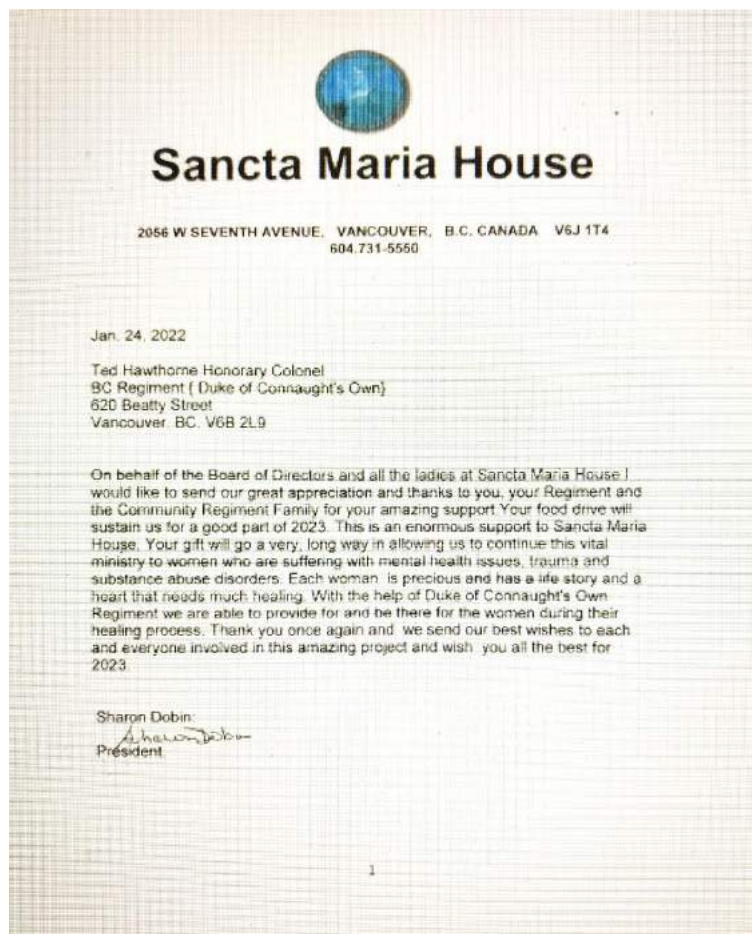 Sancta Maria House
2056 W SEVENTH AVENUE, VANCOUVER, B.C. CANADA V6J 1T4
604.731-5550
Jan. 24, 2022
Ted Hawthorne Honorary Colonel
BC Regiment ( Duke of Connaught's Own}
620 Beatty Street
Vancouver. BC. V6B 2L9
On behalf of the Board of Directors and all the ladies at Sancta Maria House I
would like to send our great appreciation and thanks to you, your Regiment and
the Community Regiment Family for your amazing support Your food drive will
sustain us for a good part of 2023. This is an enormous support to Sancta Maria
House. Your gift will go a very, long way in allowing us to continue this vital
ministry to women who are suffering with mental health issues, trauma and
substance abuse disorders. Each woman is precious and has a life story and a
heart that needs much healing. With the help of Duke of Connaught's Own
Regiment we are able to provide for and be there for the women during their
healing process. Thank you once again and we send our best wishes to each
and everyone involved in this amazing project and wish you all the best for
2023.
Sharon Dobin:
Sharon Dobin
President
1